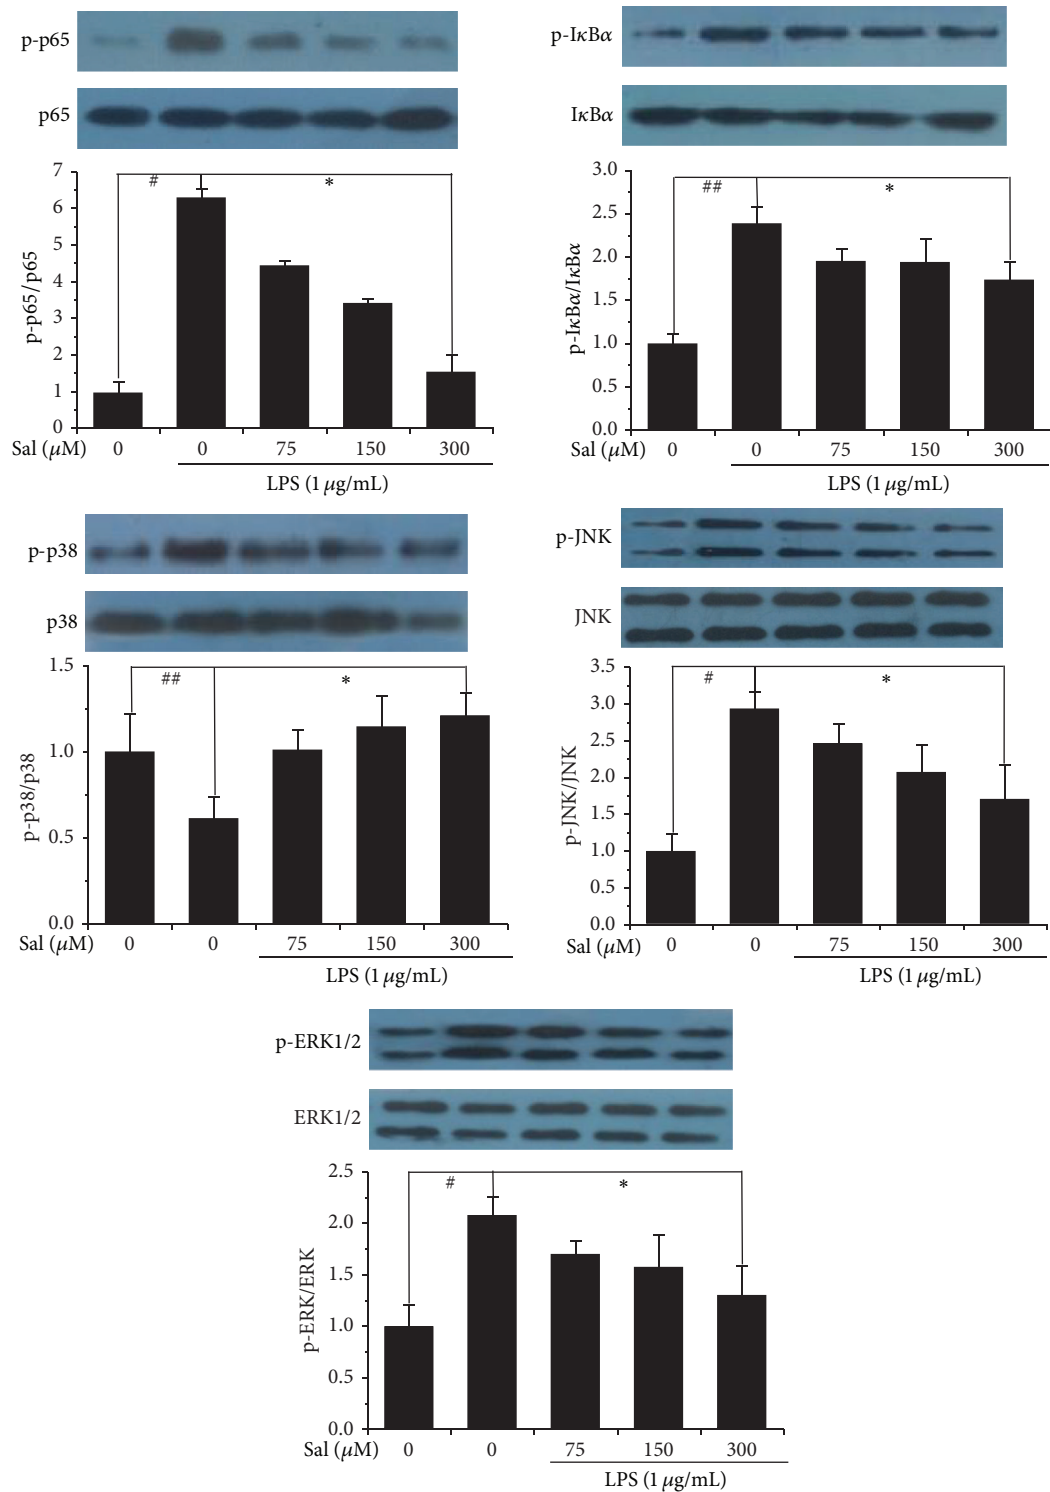 p-p65
p65
p-p65/p65
7
6
5
4
3
2
1
0
# *
Sal (μM) 0 0 75 150 300
LPS (1 μg/mL)
p-IκBα
IκBα
p-IκBα/IκBα
3.0
2.5
2.0
1.5
1.0
0.5
0.0
## *
Sal (μM) 0 0 75 150 300
LPS (1 μg/mL)
p-p38
p38
p-p38/p38
1.5
1.0
0.5
0.0
## *
Sal (μM) 0 0 75 150 300
LPS (1 μg/mL)
p-JNK
JNK
p-JNK/JNK
3.5
3.0
2.5
2.0
1.5
1.0
0.5
0.0
# *
Sal (μM) 0 0 75 150 300
LPS (1 μg/mL)
p-ERK1/2
ERK1/2
p-ERK/ERK
2.5
2.0
1.5
1.0
0.5
0.0
# *
Sal (μM) 0 0 75 150 300
LPS (1 μg/mL)